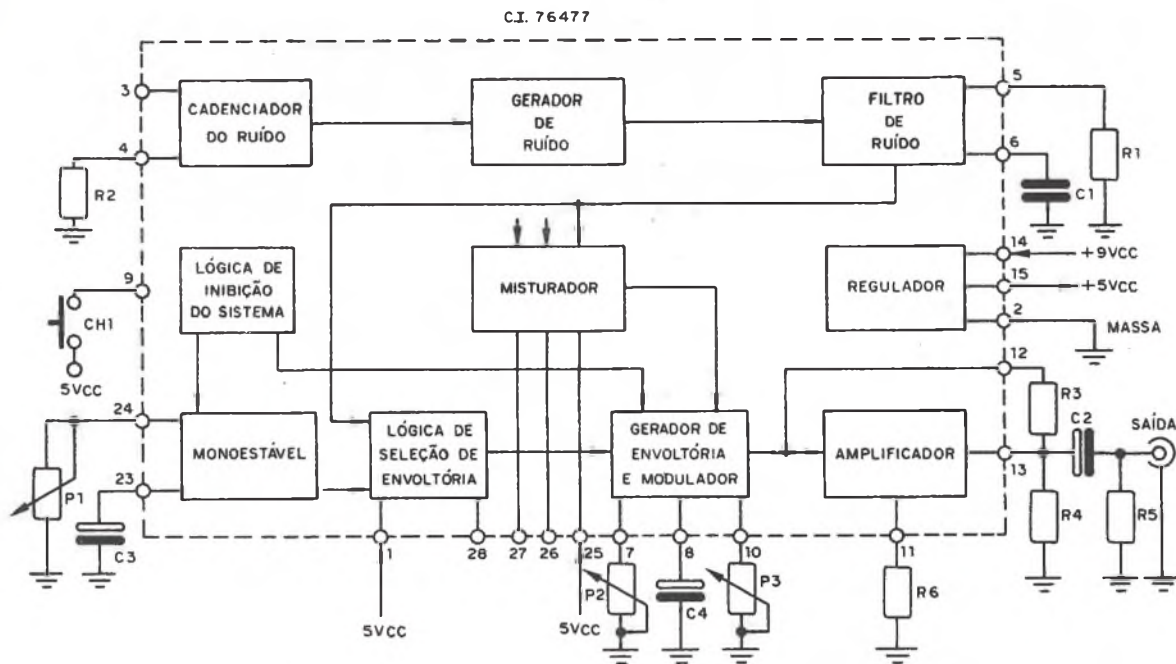 C.I. 76477
3
4
R2
CADENCIADOR
DO RUÍDO
GERADOR
DE
RUÍDO
FILTRO
DE
RUÍDO
5
6
R1
C1
9
CH1
5VCC
LÓGICA DE
INIBIÇÃO
DO SISTEMA
MISTURADOR
REGULADOR
14
+9VCC
15
+5VCC
2
MASSA
12
24
P1
23
C3
MONOESTÁVEL
LÓGICA DE
SELEÇÃO DE
ENVOLTÓRIA
GERADOR DE
ENVOLTÓRIA
E MODULADOR
AMPLIFICADOR
R3
C2
SAÍDA
13
R4
R5
1
28
27
26
25
7
8
10
11
5VCC
5VCC
P2
C4
P3
R6